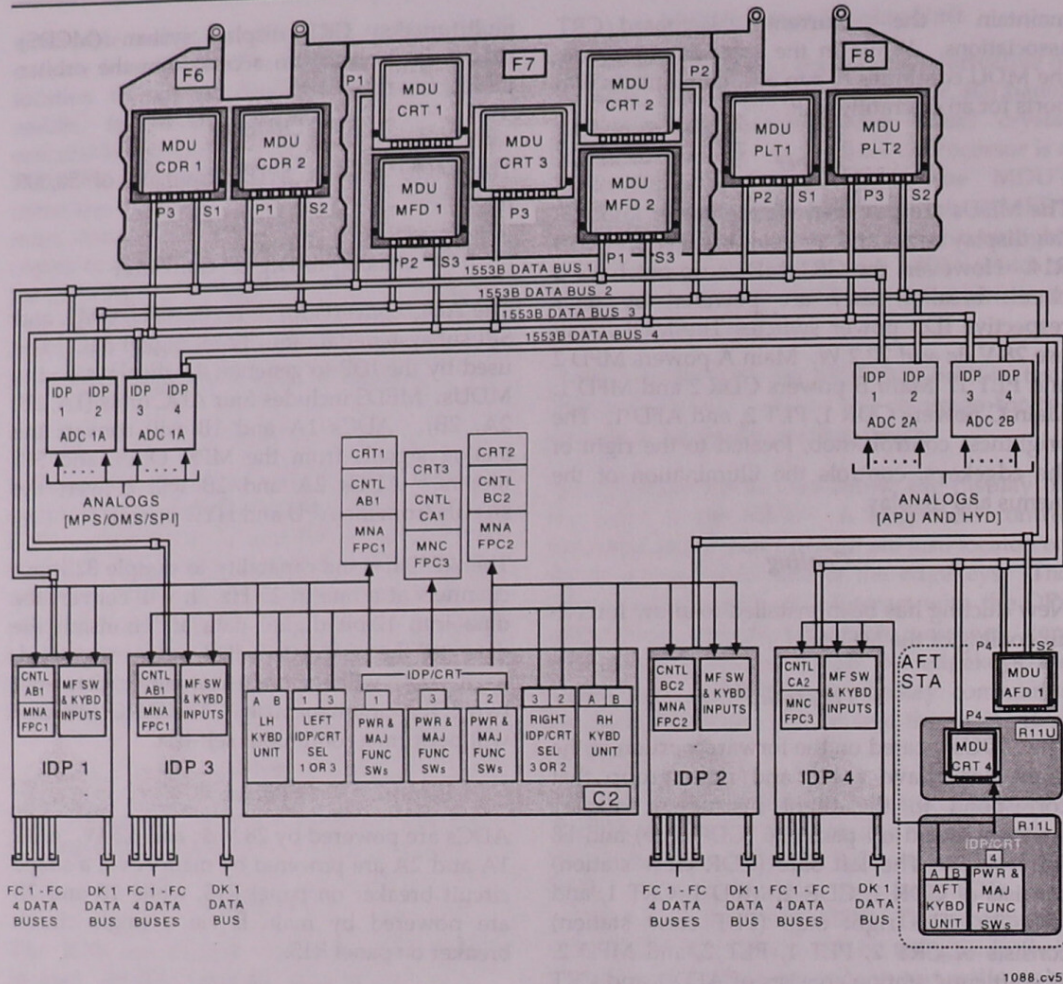 F6
F7
F8
P1
P2
MDU
CRT 1
MDU
CRT 2
MDU
CDR 1
MDU
CDR 2
MDU
CRT 3
MDU
PLT1
MDU
PLT2
MDU
MFD 1
MDU
MFD 2
P3
S1
P1
S2
P2
S3
P3
P1
S3
P2
S1
P3
S2
1553B DATA BUS 1
1553B DATA BUS 2
1553B DATA BUS 3
1553B DATA BUS 4
IDP 1
IDP 2
ADC 1A
IDP 3
IDP 4
ADC 1A
ANALOGS
[MPS/OMS/SPI]
IDP 1
IDP 2
ADC 2A
IDP 3
IDP 4
ADC 2B
ANALOGS
[APU AND HYD]
CRT1
CNTL
AB1
MNA
FPC1
CRT3
CNTL
CA1
MNC
FPC3
CRT2
CNTL
BC2
MNA
FPC2
CNTL
AB1
MNA
FPC1
MF SW
& KYBD
INPUTS
IDP 1
CNTL
AB1
MNA
FPC1
MF SW
& KYBD
INPUTS
IDP 3
IDP/CRT
A B
LH
KYBD
UNIT
1 3
LEFT
IDP/CRT
SEL
1 OR 3
1
PWR &
MAJ
FUNC
SWs
3
PWR &
MAJ
FUNC
SWs
2
PWR &
MAJ
FUNC
SWs
3 2
RIGHT
IDP/CRT
SEL
3 OR 2
A B
RH
KYBD
UNIT
C2
CNTL
BC2
MNA
FPC2
MF SW
& KYBD
INPUTS
IDP 2
CNTL
CA2
MNC
FPC3
MF SW
& KYBD
INPUTS
IDP 4
AFT
STA
P4
S2
MDU
AFD 1
P4
R11U
MDU
CRT 4
R11L
IDP/CRT
4
A B
AFT
KYBD
UNIT
PWR &
MAJ
FUNC
SWs
FC 1 - FC
4 DATA
BUSES
DK 1
DATA
BUS
FC 1 - FC
4 DATA
BUSES
DK 1
DATA
BUS
FC 1 - FC
4 DATA
BUSES
DK 1
DATA
BUS
FC 1 - FC
4 DATA
BUSES
DK 1
DATA
BUS
1088.cv5